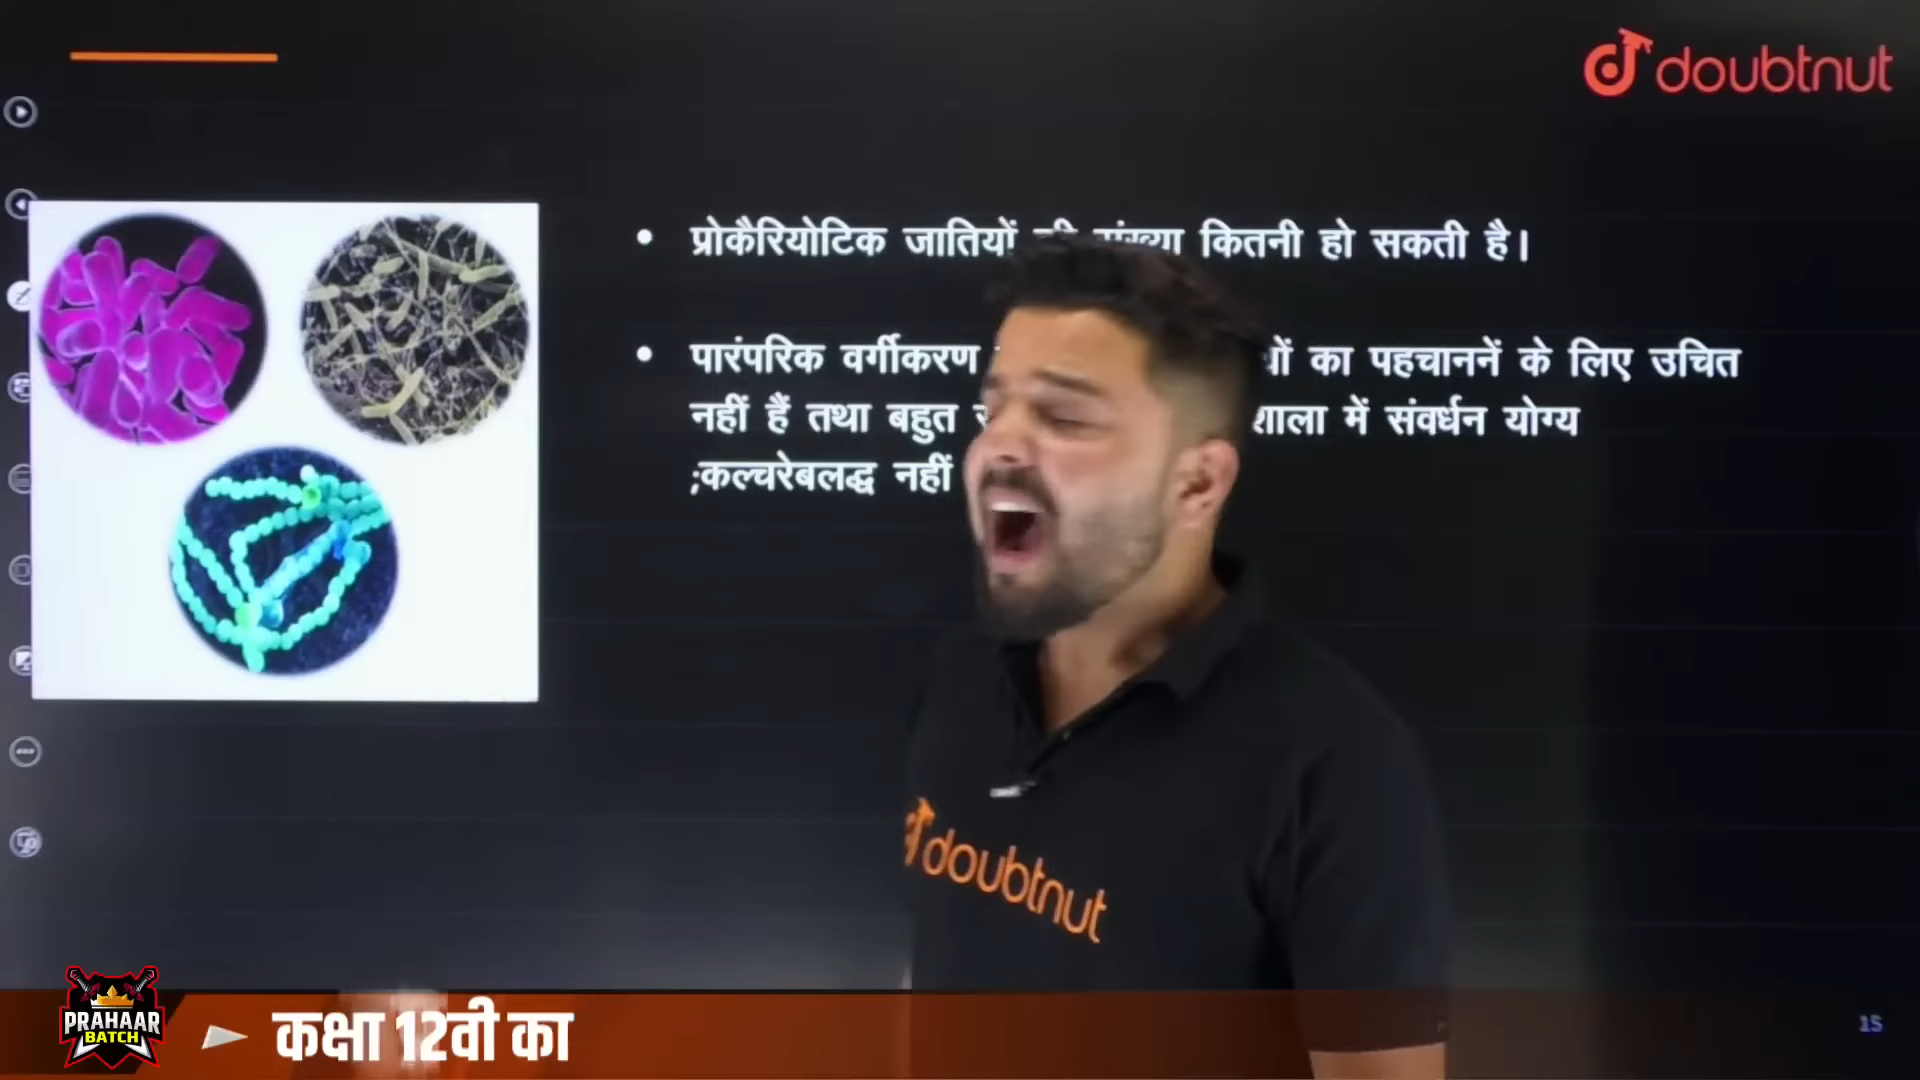 doubtnut
प्रोकैरियोटिक जातियों की संख्या कितनी हो सकती है।
पारंपरिक वर्गीकरण का पहचाननें के लिए उचित
नहीं हैं तथा बहुत में संवर्धन योग्य
;कल्चरेबलद्ध नहीं
doubtnut
PRAHAAR
BATCH
कक्षा 12वी का
15